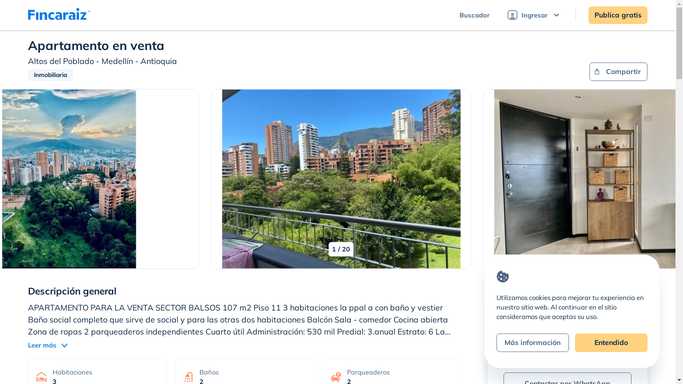 Fincaraiz
Buscador
Ingresar
Publica gratis
Apartamento en venta
Altos del Poblado - Medellín - Antioquia
Inmobiliaria
Compartir
1 / 20
Descripción general
APARTAMENTO PARA LA VENTA SECTOR BALSOS 107 m2 Piso 11 3 habitaciones la ppal a con baño y vestier
Baño social completo que sirve de social y para las otras dos habitaciones Balcón Sala - comedor Cocina abierta
Zona de ropas 2 parqueaderos independientes Cuarto útil Administración: 530 mil Predial: 3.anual Estrato: 6 Lo...
Leer más
Habitaciones
3
Baños
2
Parqueaderos
2
Utilizamos cookies para mejorar tu experiencia en
nuestro sitio web. Al continuar en el sitio
consideramos que aceptas su uso.
Más información
Entendido
Contactar por WhatsApp